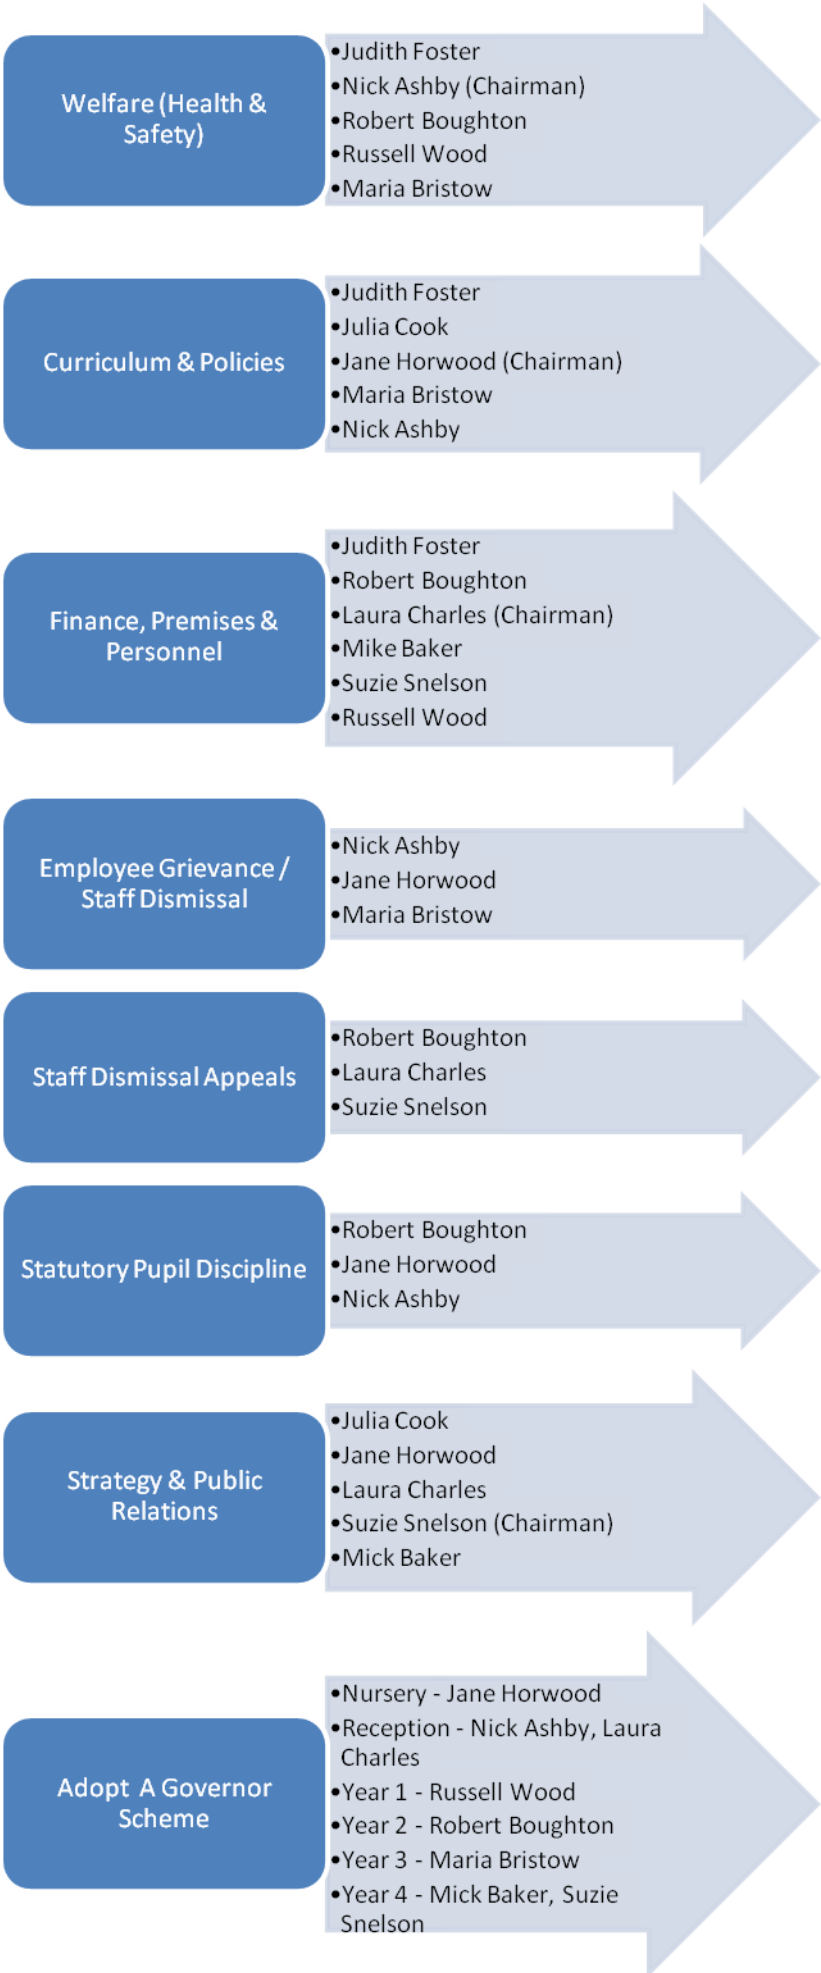 Welfare (Health &
Safety)
•Judith Foster
•Nick Ashby (Chairman)
•Robert Boughton
•Russell Wood
•Maria Bristow
Curriculum & Policies
•Judith Foster
•Julia Cook
•Jane Horwood (Chairman)
•Maria Bristow
•Nick Ashby
Finance, Premises &
Personnel
•Judith Foster
•Robert Boughton
•Laura Charles (Chairman)
•Mike Baker
•Suzie Snelson
•Russell Wood
Employee Grievance /
Staff Dismissal
•Nick Ashby
•Jane Horwood
•Maria Bristow
Staff Dismissal Appeals
•Robert Boughton
•Laura Charles
•Suzie Snelson
Statutory Pupil Discipline
•Robert Boughton
•Jane Horwood
•Nick Ashby
Strategy & Public
Relations
•Julia Cook
•Jane Horwood
•Laura Charles
•Suzie Snelson (Chairman)
•Mick Baker
Adopt A Governor
Scheme
•Nursery - Jane Horwood
•Reception - Nick Ashby, Laura
Charles
•Year 1 - Russell Wood
•Year 2 - Robert Boughton
•Year 3 - Maria Bristow
•Year 4 - Mick Baker, Suzie
Snelson